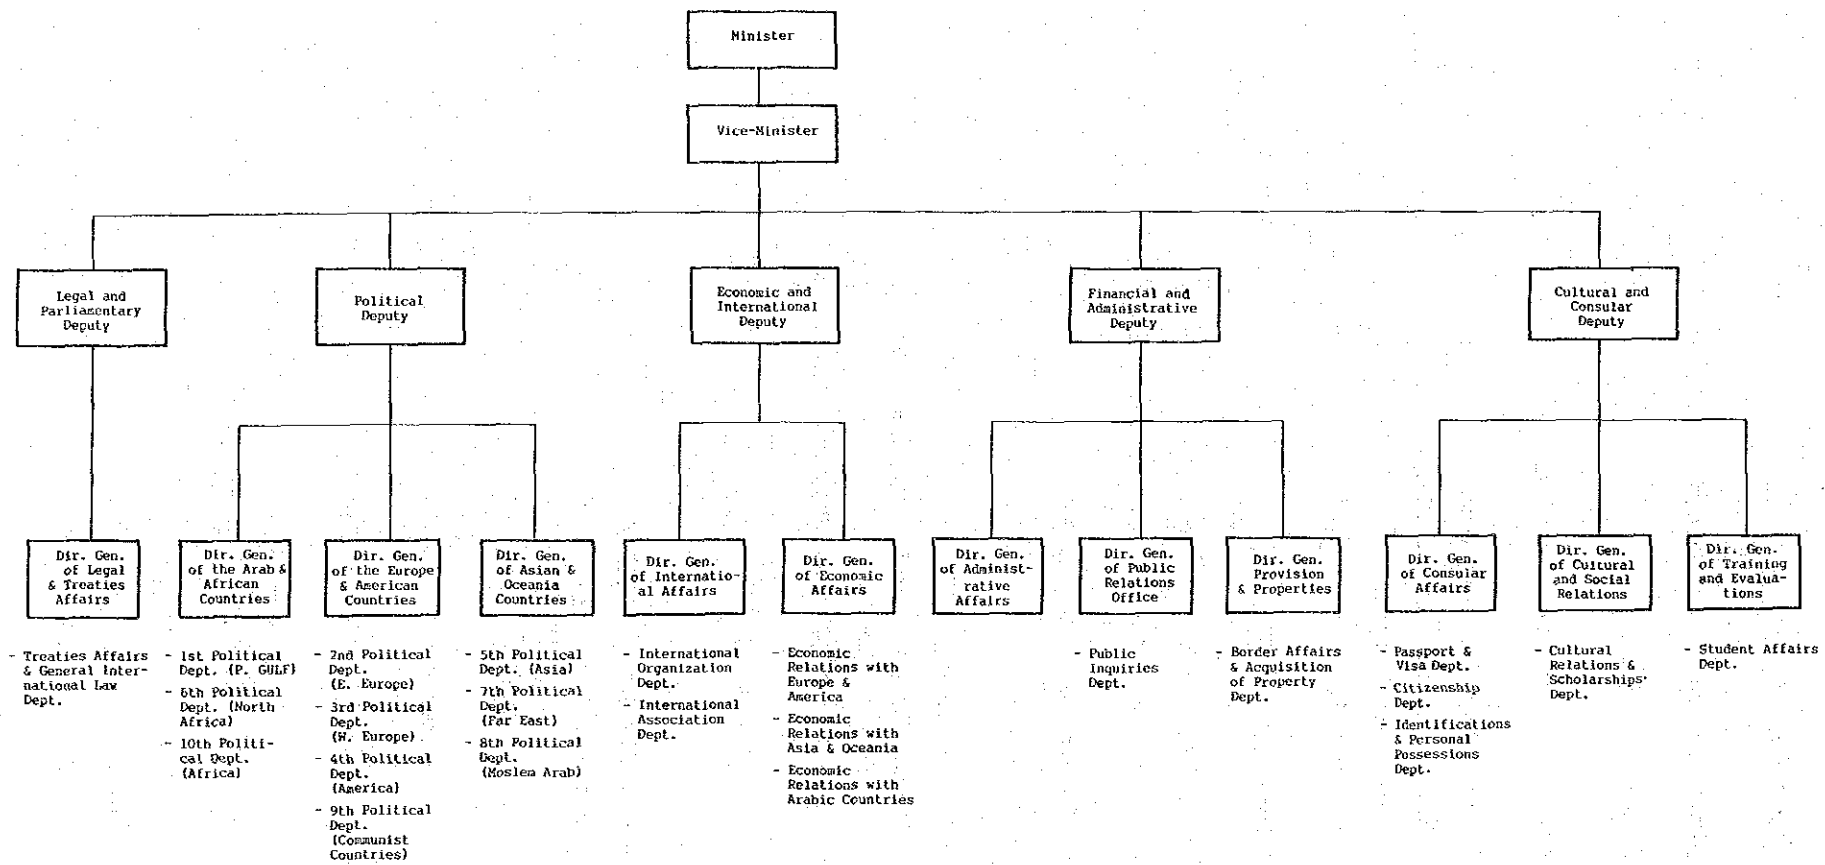 Minister
Vice-Minister
Legal and
Parliamentary
Deputy
Political
Deputy
Economic and
International
Deputy
Financial and
Administrative
Deputy
Cultural and
Consular
Deputy
Dir. Gen.
of Legal
& Treaties
Affairs
Dir. Gen.
of the Arab &
African
Countries
Dir. Gen.
of the Europe
& American
Countries
Dir. Gen.
of Asian &
Oceania
Countries
Dir. Gen.
of Internatio-
al Affairs
Dir. Gen.
of Economic
Affairs
Dir. Gen.
of Administ-
rative
Affairs
Dir. Gen.
of Public
Relations
Office
Dir. Gen.
Provision
& Properties
Dir. Gen.
of Consular
Affairs
Dir. Gen.
of Cultural
and Social
Relations
Dir. Gen.
of Training
and Evalua-
tions
- Treaties Affairs
& General Inter-
national Law
Dept.
- 1st Political
Dept. (P. GULF)
- 6th Political
Dept. (North
Africa)
- 10th Politi-
cal Dept.
(Africa)
- 2nd Political
Dept.
(E. Europe)
- 3rd Political
Dept.
(W. Europe)
- 4th Political
Dept.
(America)
- 9th Political
Dept.
(Communist
Countries)
- 5th Political
Dept. (Asia)
- 7th Political
Dept.
(Far East)
- 8th Political
Dept.
(Moslem Arab)
- International
Organization
Dept.
- International
Association
Dept.
- Economic
Relations with
Europe &
America
- Economic
Relations with
Asia & Oceania
- Economic
Relations with
Arabic Countries
- Public
Inquiries
Dept.
- Border Affairs
& Acquisition
of Property
Dept.
- Passport &
Visa Dept.
- Citizenship
Dept.
- Identifications
& Personal
Possessions
Dept.
- Cultural
Relations &
Scholarships
Dept.
- Student Affairs
Dept.